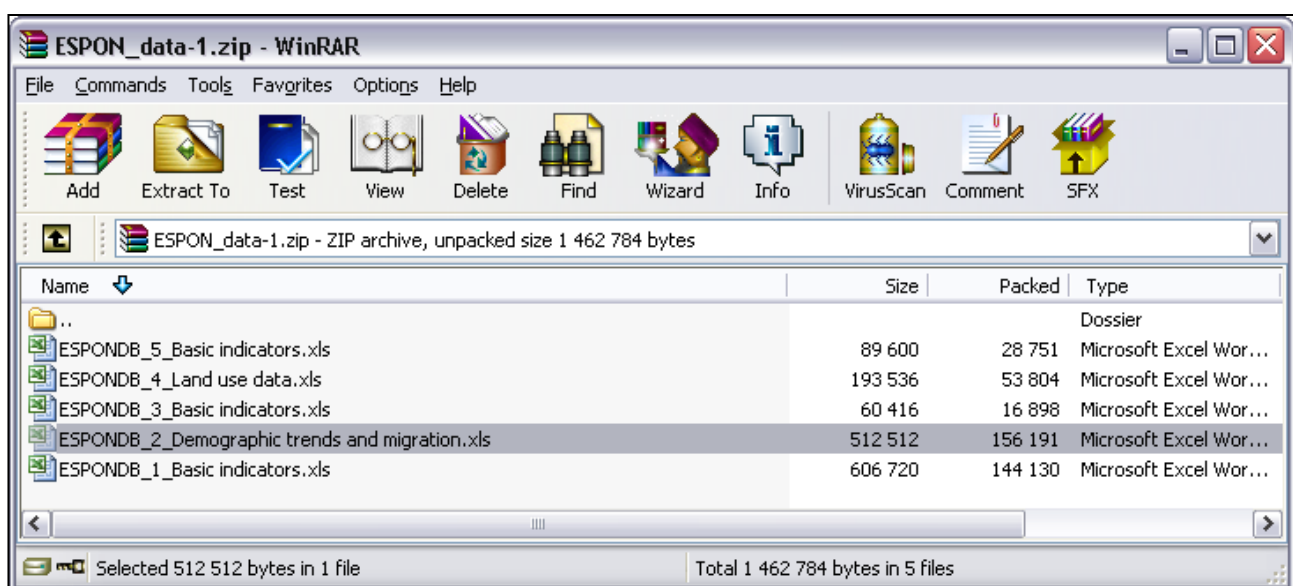 ESPON_data-1.zip - WinRAR
File Commands Tools Favorites Options Help
Add Extract To Test View Delete Find Wizard Info VirusScan Comment SFX
ESPON_data-1.zip - ZIP archive, unpacked size 1 462 784 bytes
Name Size Packed Type
.. Dossier
ESPONDB_5_Basic indicators.xls 89 600 28 751 Microsoft Excel Wor...
ESPONDB_4_Land use data.xls 193 536 53 804 Microsoft Excel Wor...
ESPONDB_3_Basic indicators.xls 60 416 16 898 Microsoft Excel Wor...
ESPONDB_2_Demographic trends and migration.xls 512 512 156 191 Microsoft Excel Wor...
ESPONDB_1_Basic indicators.xls 606 720 144 130 Microsoft Excel Wor...
Selected 512 512 bytes in 1 file Total 1 462 784 bytes in 5 files